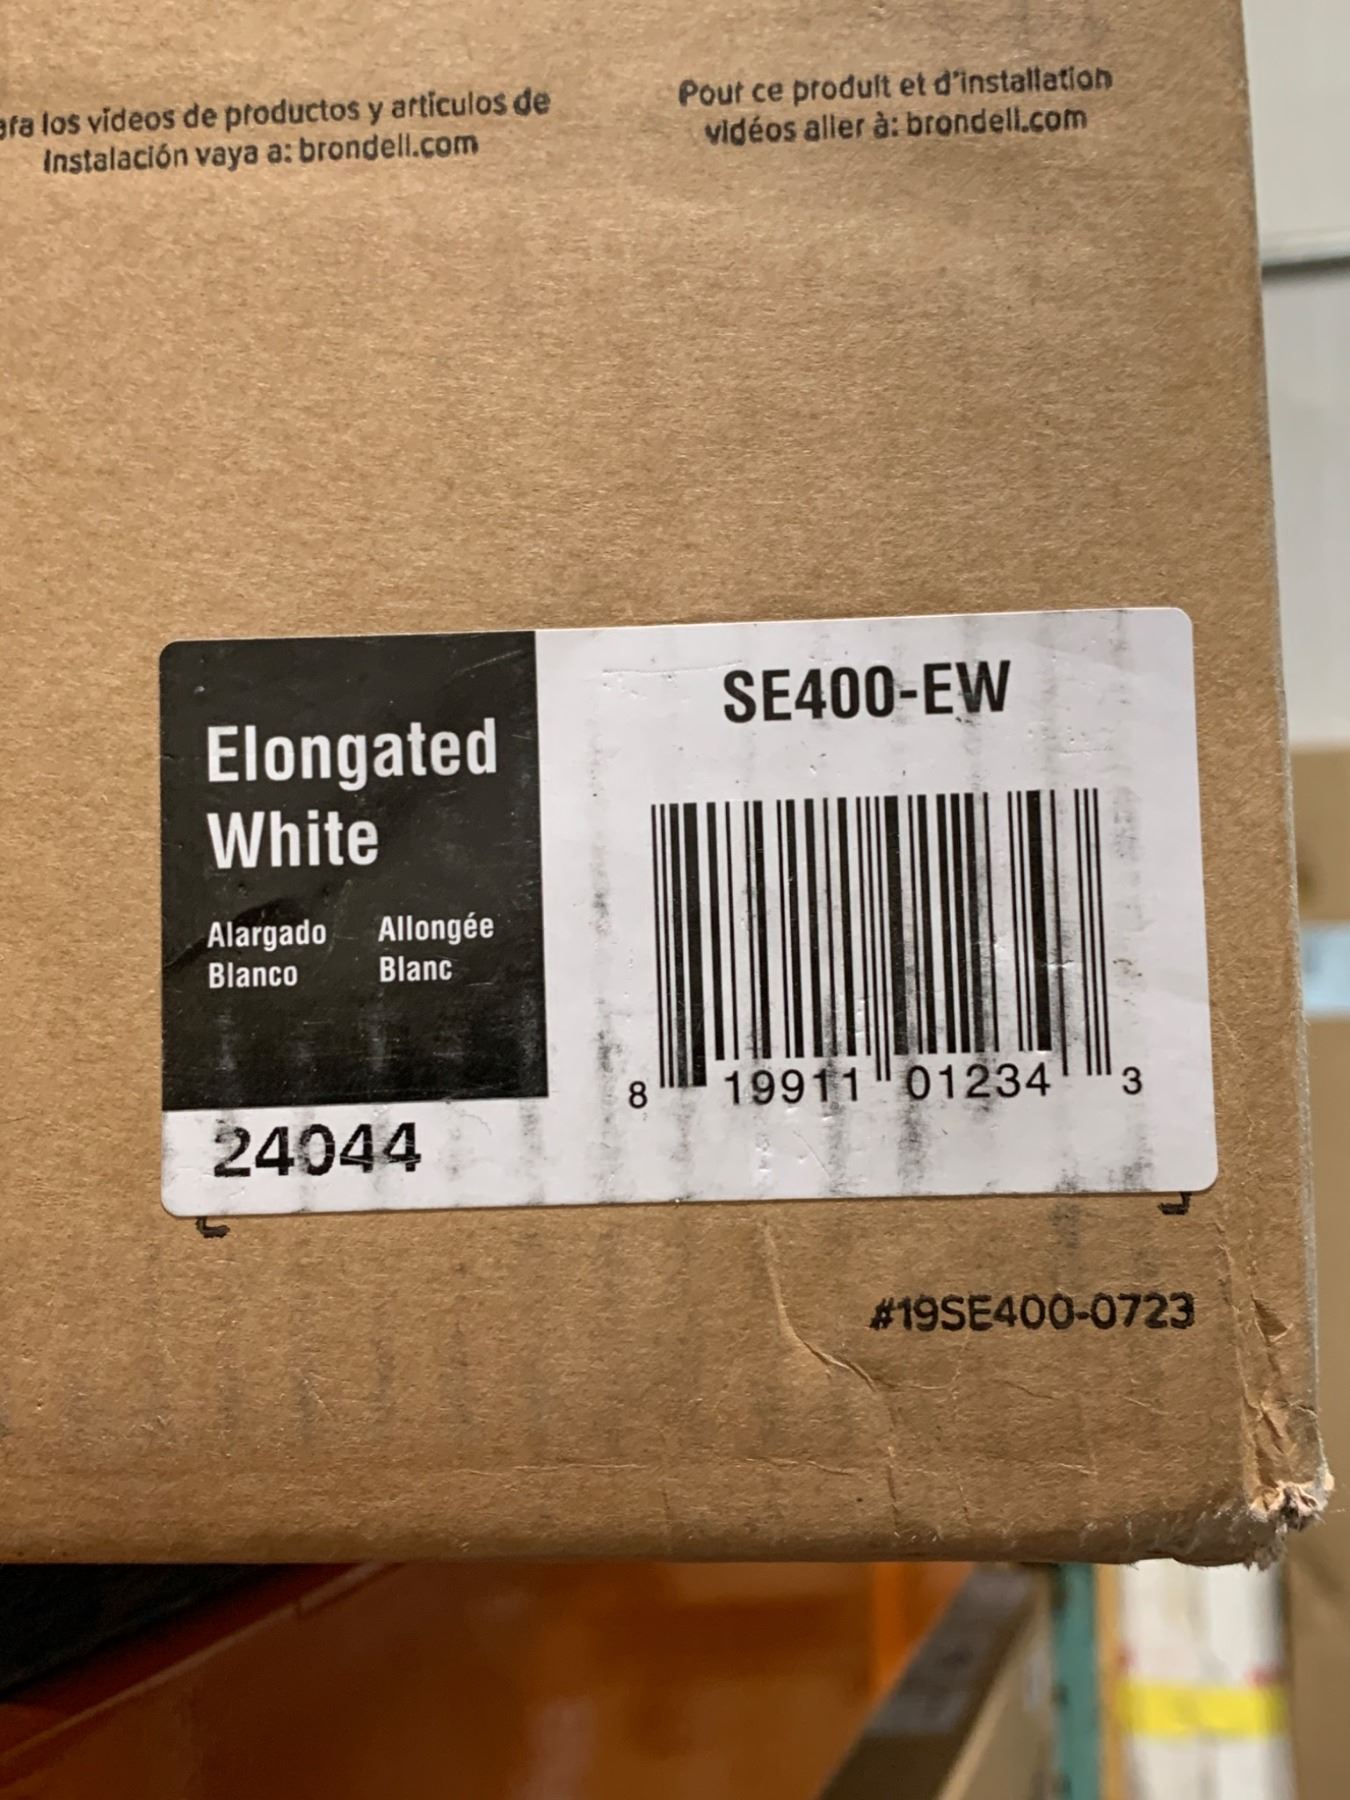 los videos de productos y artículos de
Instalación vaya a: brondell.com
Pour ce produit et d'installation
vidéos aller à: brondell.com
Elongated
White
Alargado
Blanco
Allongée
Blanc
24044
SE400-EW
8 19911 01234 3
#19SE400-0723